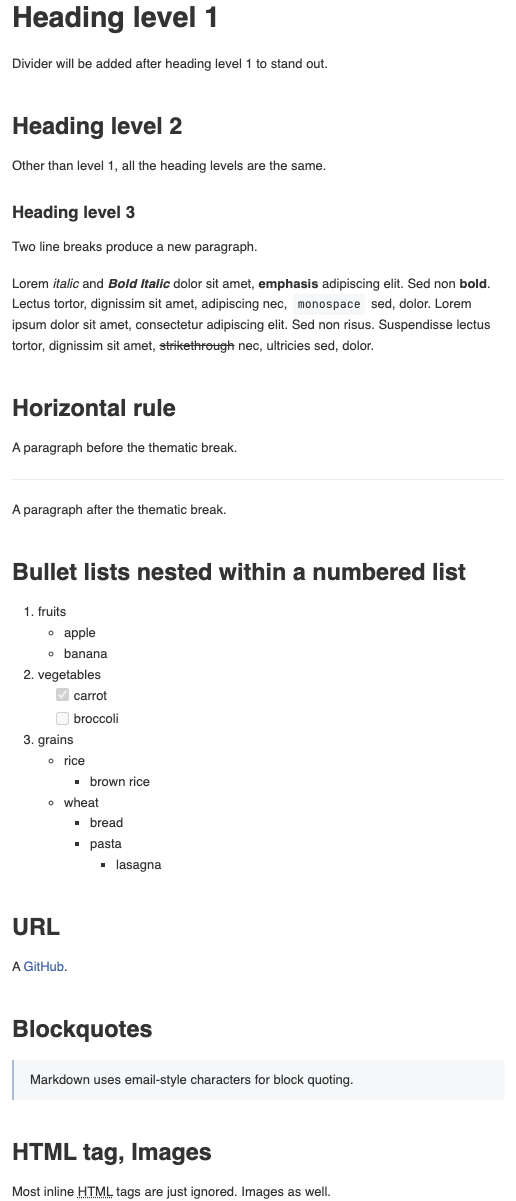 Heading level 1
Divider will be added after heading level 1 to stand out.
Heading level 2
Other than level 1, all the heading levels are the same.
Heading level 3
Two line breaks produce a new paragraph.
Lorem italic and Bold Italic dolor sit amet, emphasis adipiscing elit. Sed non bold.
Lectus tortor, dignissim sit amet, adipiscing nec, monospace sed, dolor. Lorem
ipsum dolor sit amet, consectetur adipiscing elit. Sed non risus. Suspendisse lectus
tortor, dignissim sit amet, strikethrough nec, ultricies sed, dolor.
Horizontal rule
A paragraph before the thematic break.
A paragraph after the thematic break.
Bullet lists nested within a numbered list
1. fruits
apple
banana
2. vegetables
carrot
broccoli
3. grains
rice
brown rice
wheat
bread
pasta
lasagna
URL
A GitHub.
Blockquotes
Markdown uses email-style characters for block quoting.
HTML tag, Images
Most inline HTML tags are just ignored. Images as well.